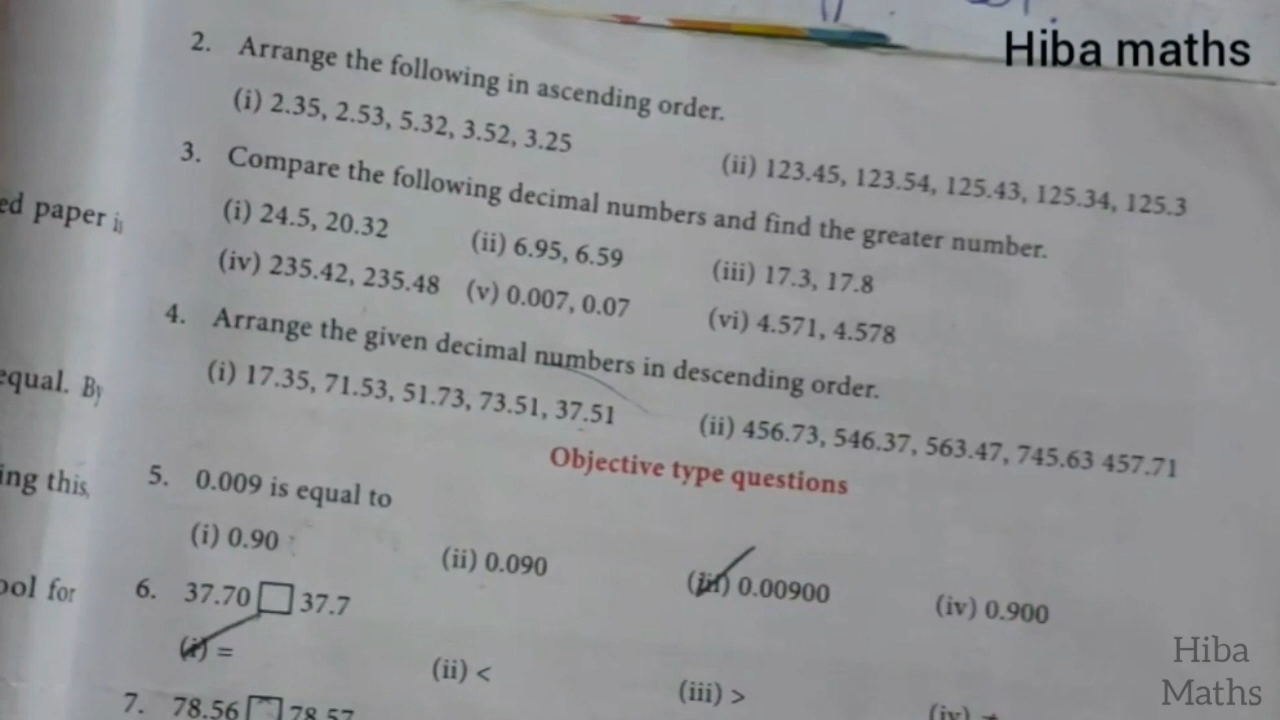 Hiba maths
2. Arrange the following in ascending order.
(i) 2.35, 2.53, 5.32, 3.52, 3.25 (ii) 123.45, 123.54, 125.43, 125.34, 125.3
3. Compare the following decimal numbers and find the greater number.
(i) 24.5, 20.32 (ii) 6.95, 6.59 (iii) 17.3, 17.8
(iv) 235.42, 235.48 (v) 0.007, 0.07 (vi) 4.571, 4.578
4. Arrange the given decimal numbers in descending order.
(i) 17.35, 71.53, 51.73, 73.51, 37.51 (ii) 456.73, 546.37, 563.47, 745.63 457.71
Objective type questions
5. 0.009 is equal to
(i) 0.90 (ii) 0.090 (iii) 0.00900 (iv) 0.900
6. 37.70 □ 37.7
(i) = (ii) < (iii) > (iv) ≠
7. 78.56 □ 78.57
ed paper
equal. By
ing this,
ool for
Hiba
Maths